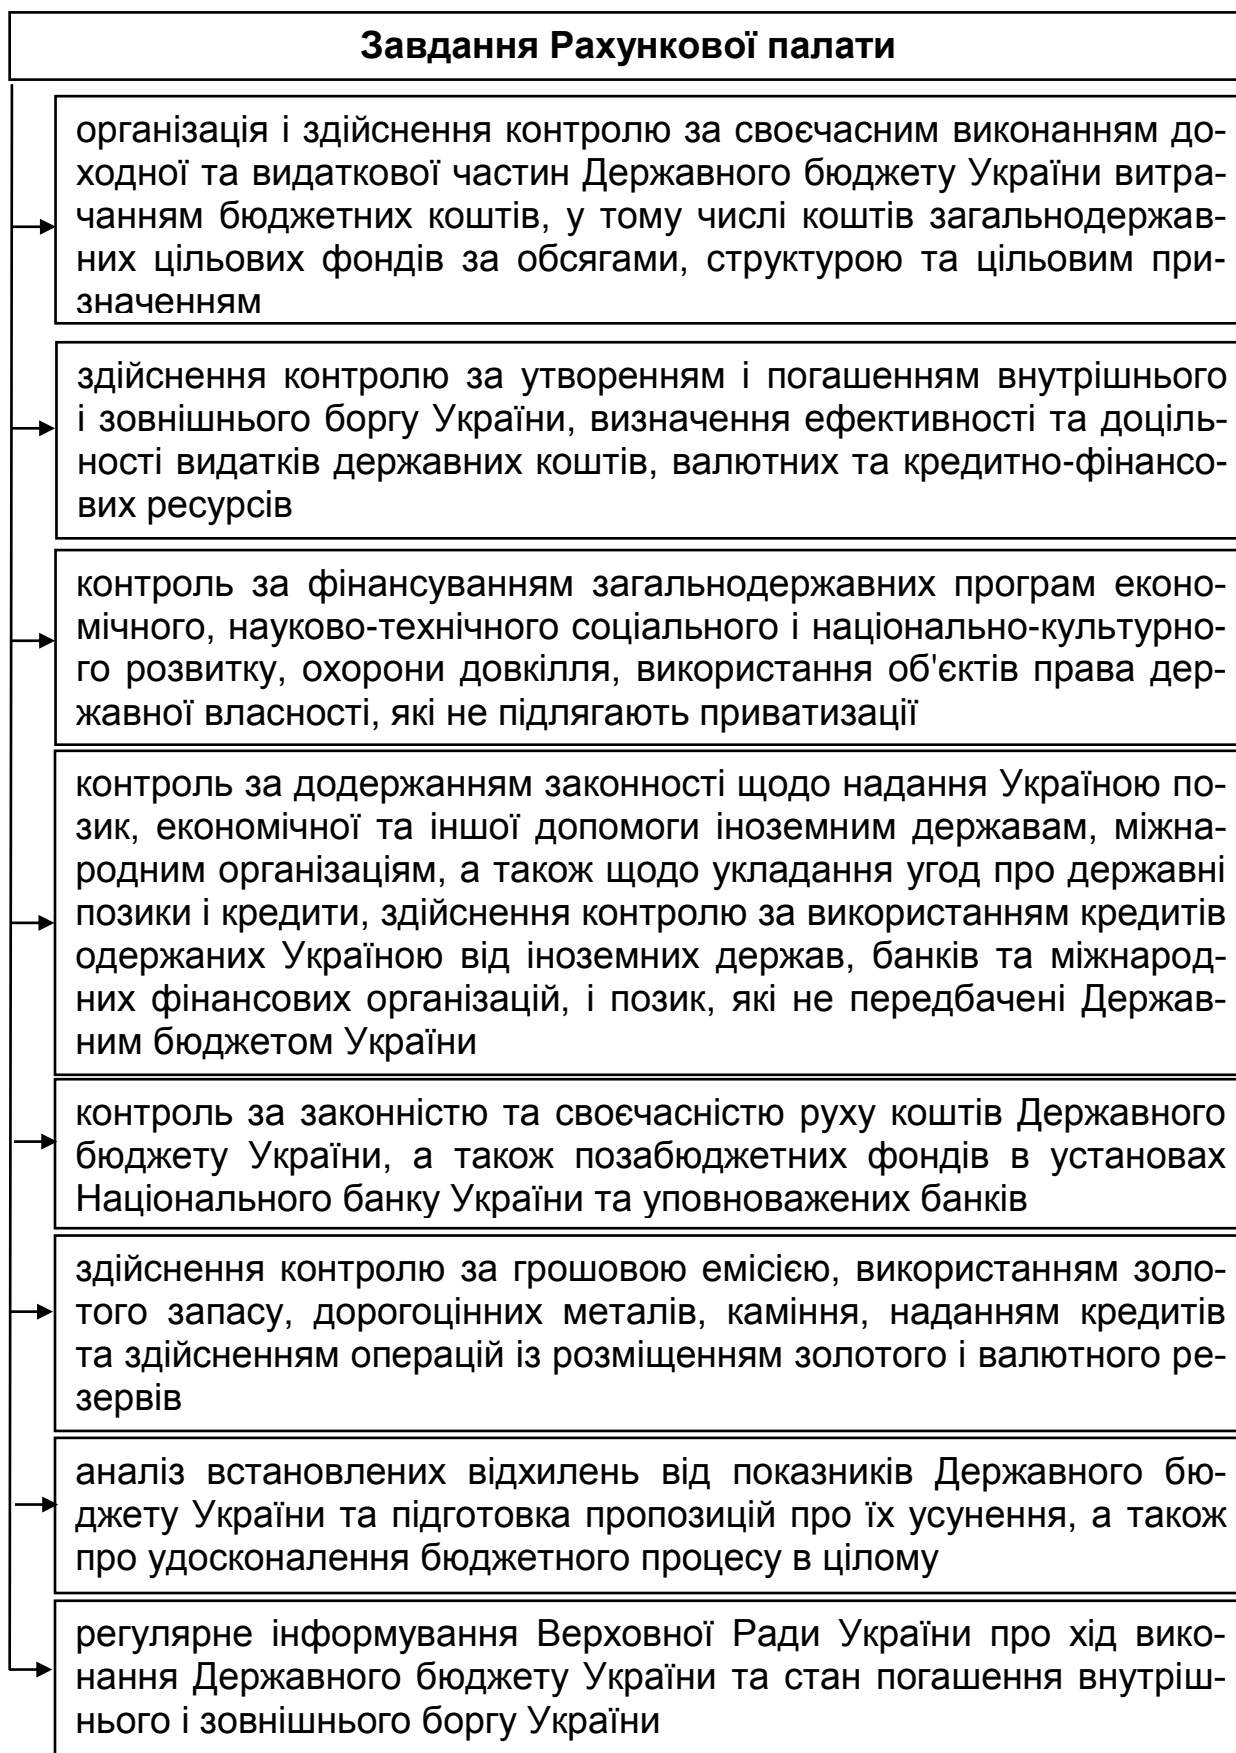 Завдання Рахункової палати
організація і здійснення контролю за своєчасним виконанням до-
ходної та видаткової частин Державного бюджету України витра-
чанням бюджетних коштів, у тому числі коштів загальнодержав-
них цільових фондів за обсягами, структурою та цільовим при-
значенням
здійснення контролю за утворенням і погашенням внутрішнього
і зовнішнього боргу України, визначення ефективності та доціль-
ності видатків державних коштів, валютних та кредитно-фінансо-
вих ресурсів
контроль за фінансуванням загальнодержавних програм еконо-
мічного, науково-технічного соціального і національно-культурно-
го розвитку, охорони довкілля, використання об'єктів права дер-
жавної власності, які не підлягають приватизації
контроль за додержанням законності щодо надання Україною по-
зик, економічної та іншої допомоги іноземним державам, міжна-
родним організаціям, а також щодо укладання угод про державні
позики і кредити, здійснення контролю за використанням кредитів
одержаних Україною від іноземних держав, банків та міжнарод-
них фінансових організацій, і позик, які не передбачені Держав-
ним бюджетом України
контроль за законністю та своєчасністю руху коштів Державного
бюджету України, а також позабюджетних фондів в установах
Національного банку України та уповноважених банків
здійснення контролю за грошовою емісією, використанням золо-
того запасу, дорогоцінних металів, каміння, наданням кредитів
та здійсненням операцій із розміщенням золотого і валютного ре-
зервів
аналіз встановлених відхилень від показників Державного бю-
джету України та підготовка пропозицій про їх усунення, а також
про удосконалення бюджетного процесу в цілому
регулярне інформування Верховної Ради України про хід вико-
нання Державного бюджету України та стан погашення внутріш-
нього і зовнішнього боргу України